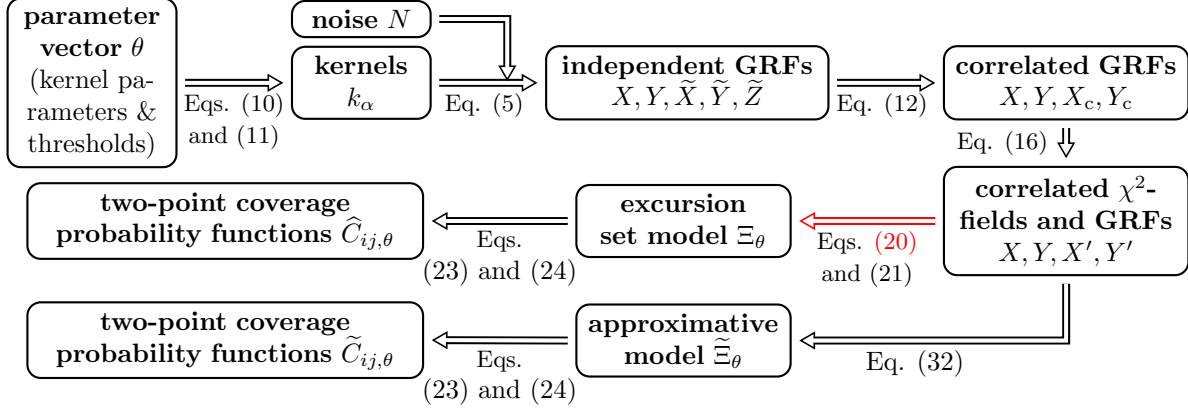 parameter
vector θ
(kernel pa-
rameters &
thresholds)
Eqs. (10)
and (11)
noise N
kernels
k_α
Eq. (5)
independent GRFs
X, Y, X̃, Ỹ, Z̃
Eq. (12)
correlated GRFs
X, Y, X_c, Y_c
Eq. (16)
correlated χ²-
fields and GRFs
X, Y, X′, Y′
Eqs. (20)
and (21)
excursion
set model Ξ_θ
Eqs.
(23) and (24)
two-point coverage
probability functions Ĉ_{ij,θ}
Eq. (32)
approximative
model Ξ̃_θ
Eqs.
(23) and (24)
two-point coverage
probability functions C̃_{ij,θ}